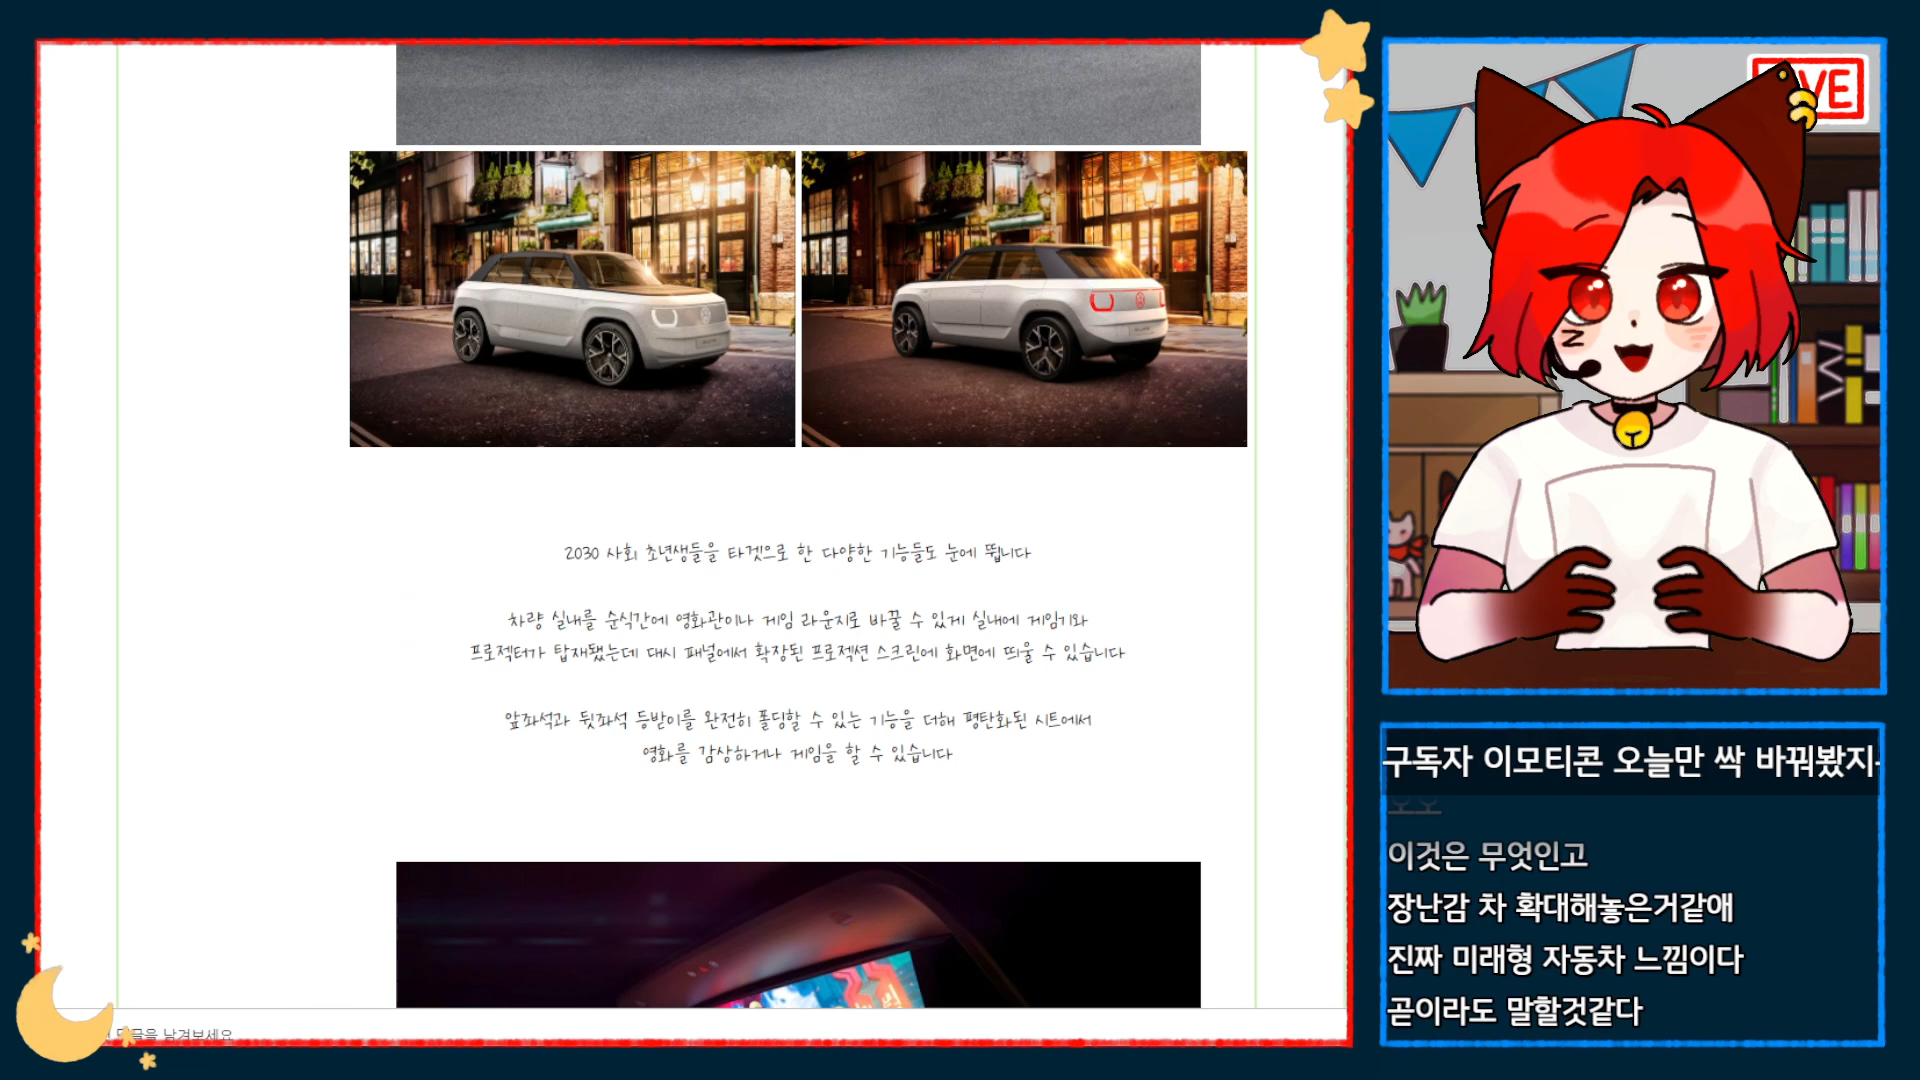 2030 사회 초년생들을 타겟으로 한 다양한 기능들도 눈에 띕니다
차량 실내를 순식간에 영화관이나 게임 라운지로 바꿀 수 있게 실내에 게임기와
프로젝터가 탑재됐는데 대시 패널에서 확장된 프로젝션 스크린에 화면에 띄울 수 있습니다
앞좌석과 뒷좌석 등받이를 완전히 폴딩할 수 있는 기능을 더해 평탄화된 시트에서
영화를 감상하거나 게임을 할 수 있습니다
글을 남겨보세요
VE
구독자 이모티콘 오늘만 싹 바꿔봤지
오오
이것은 무엇인고
장난감 차 확대해놓은거같애
진짜 미래형 자동차 느낌이다
곧이라도 말할것같다